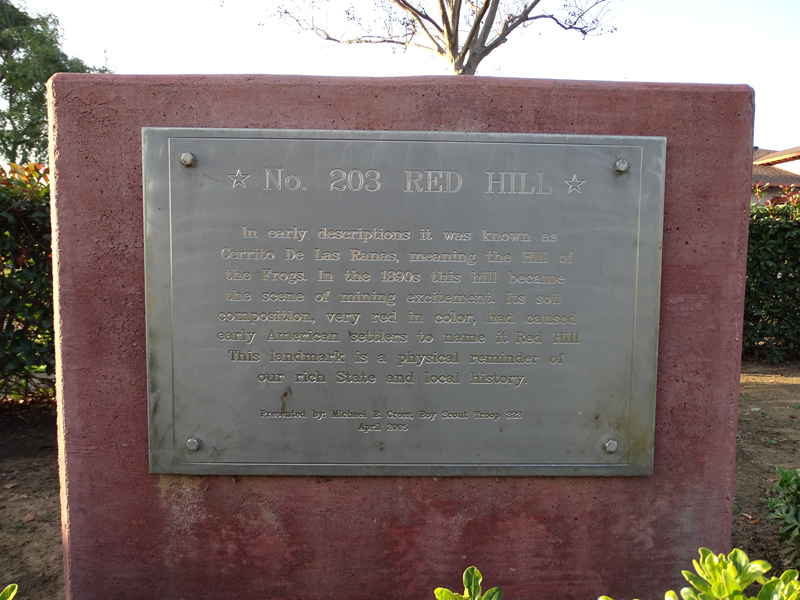 No. 203 RED HILL
In early descriptions it was known as
Cerrito De Las Ranas, meaning the Hill of
the Frogs. In the 1890s this hill became
the scene of mining excitement. Its soil
composition, very red in color, had caused
early American settlers to name it Red Hill.
This landmark is a physical reminder of
our rich State and local history.
Presented by: Michael Boy Scout Troop
April 2005